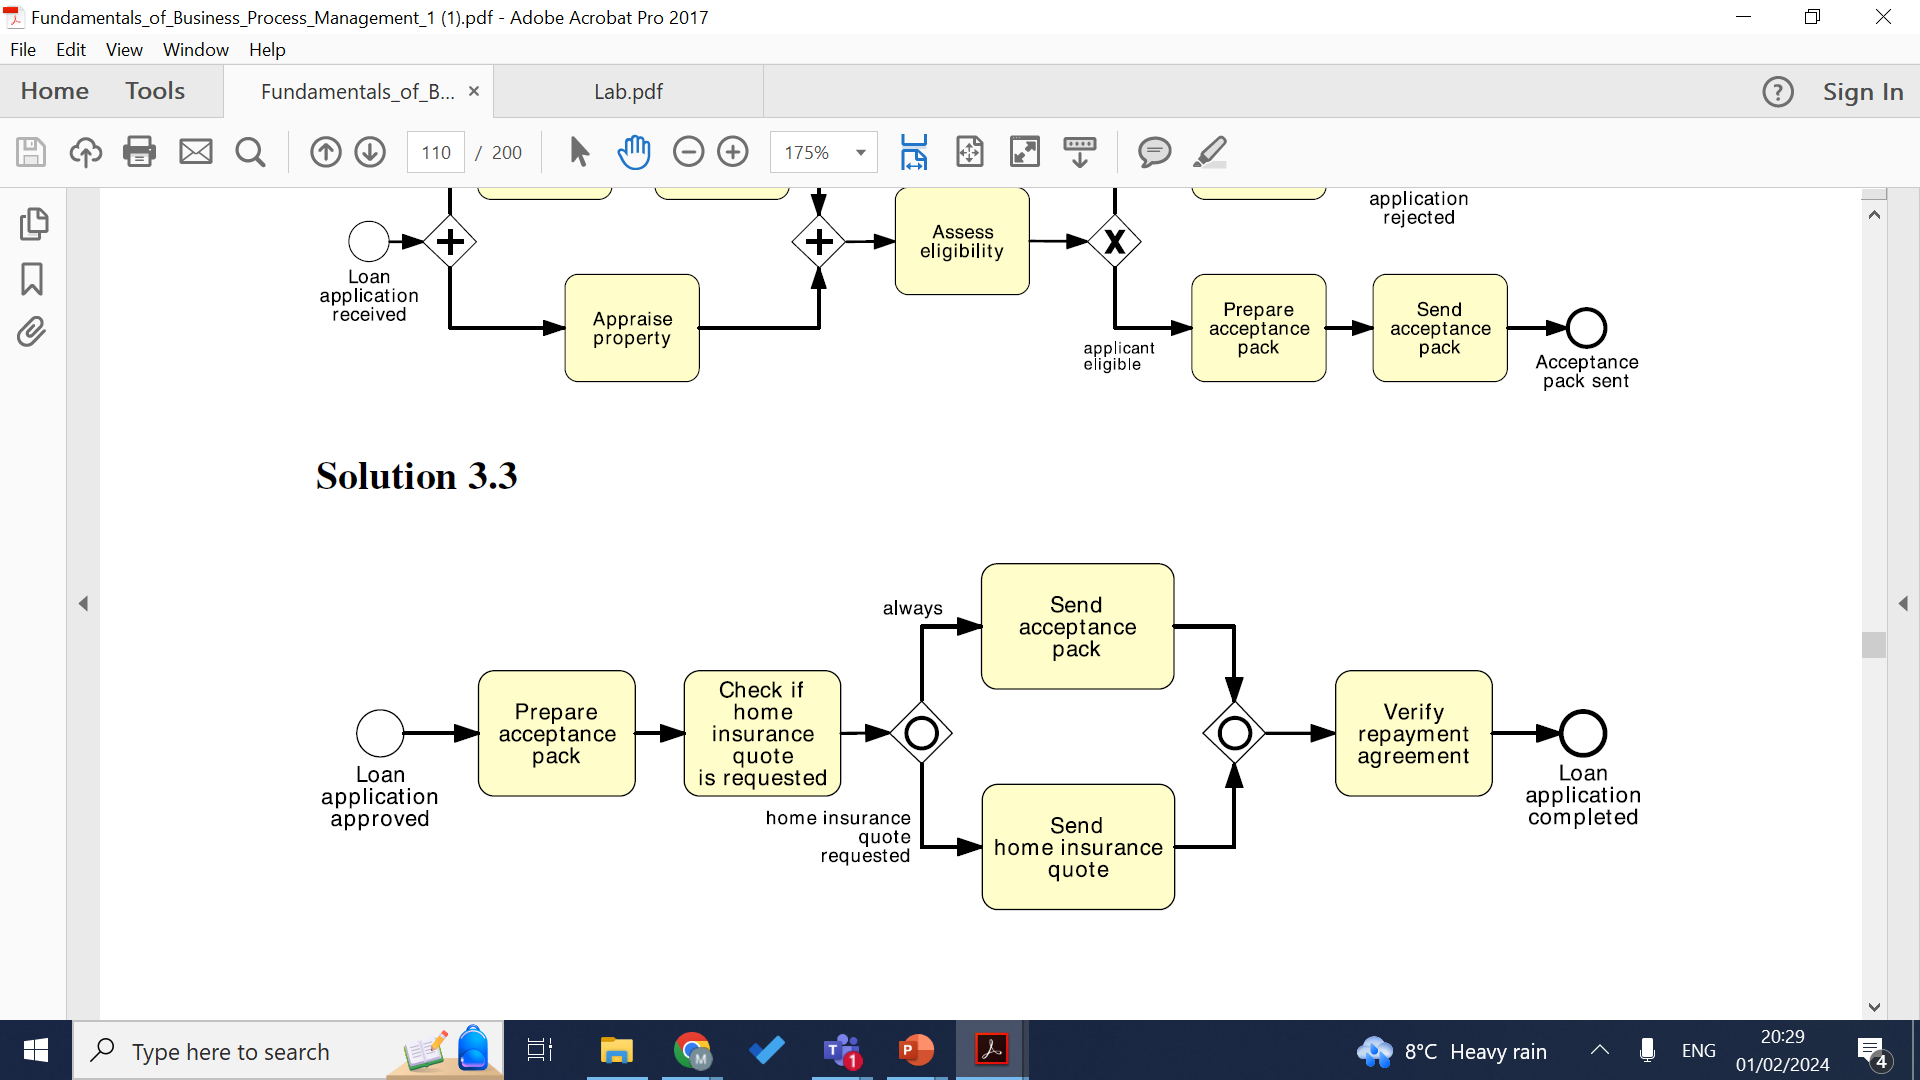 Fundamentals_of_Business_Process_Management_1 (1).pdf - Adobe Acrobat Pro 2017
File Edit View Window Help
Home Tools Fundamentals_of_B... × Lab.pdf ? Sign In
110 / 200 175%
application
rejected
Loan
application
received
Appraise
property
Assess
eligibility
X
applicant
eligible
Prepare
acceptance
pack
Send
acceptance
pack
Acceptance
pack sent
Solution 3.3
Loan
application
approved
Prepare
acceptance
pack
Check if
home
insurance
quote
is requested
always
home insurance
quote
requested
Send
acceptance
pack
Send
home insurance
quote
Verify
repayment
agreement
Loan
application
completed
Type here to search
M
T
1
P
8°C Heavy rain
ENG
20:29
01/02/2024
4